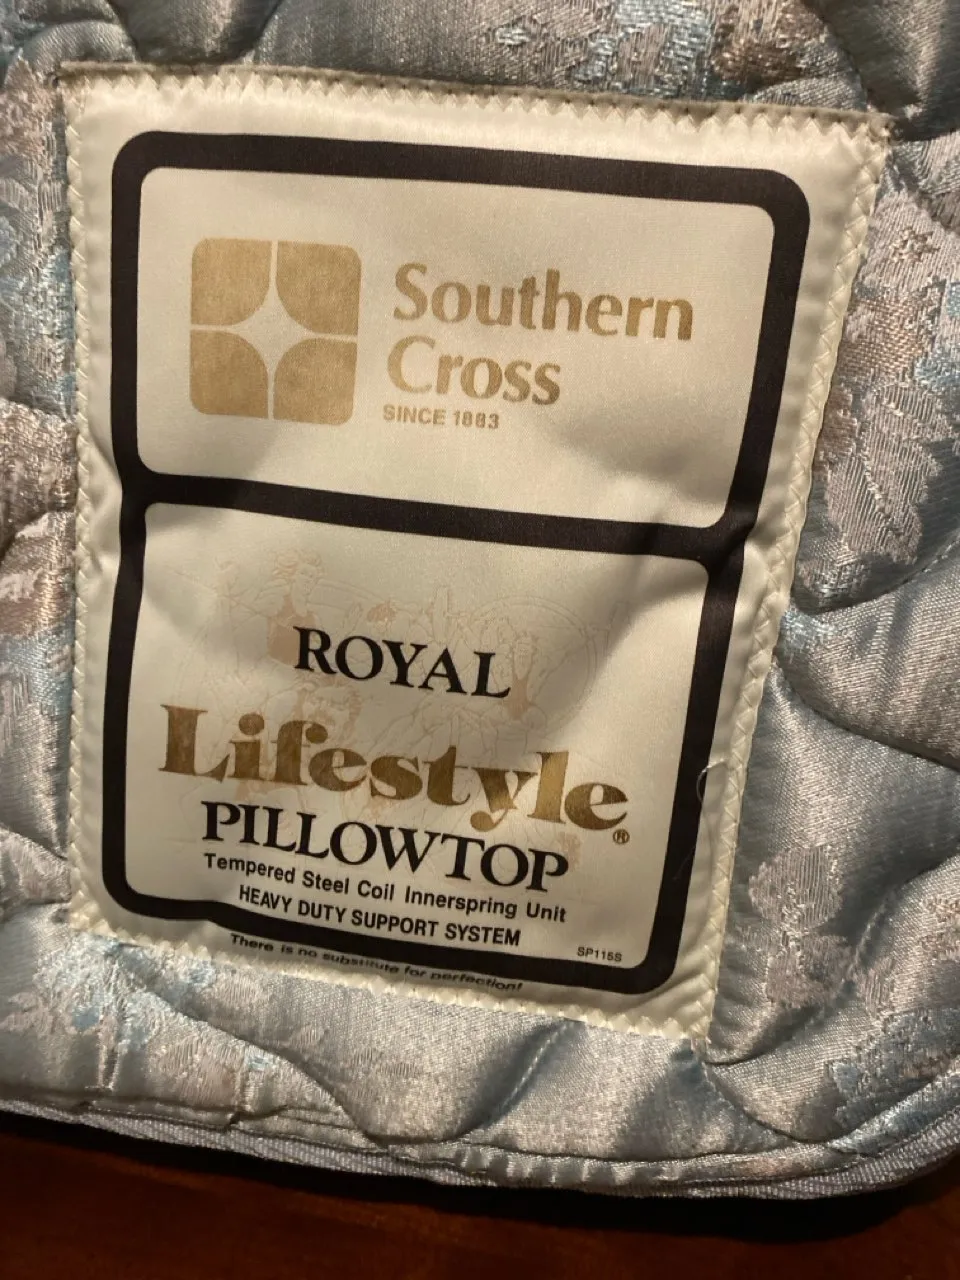 Southern
Cross
SINCE 1883
ROYAL
Lifestyle®
PILLOWTOP
Tempered Steel Coil Innerspring Unit
HEAVY DUTY SUPPORT SYSTEM
SP115S
There is no substitute for perfection!